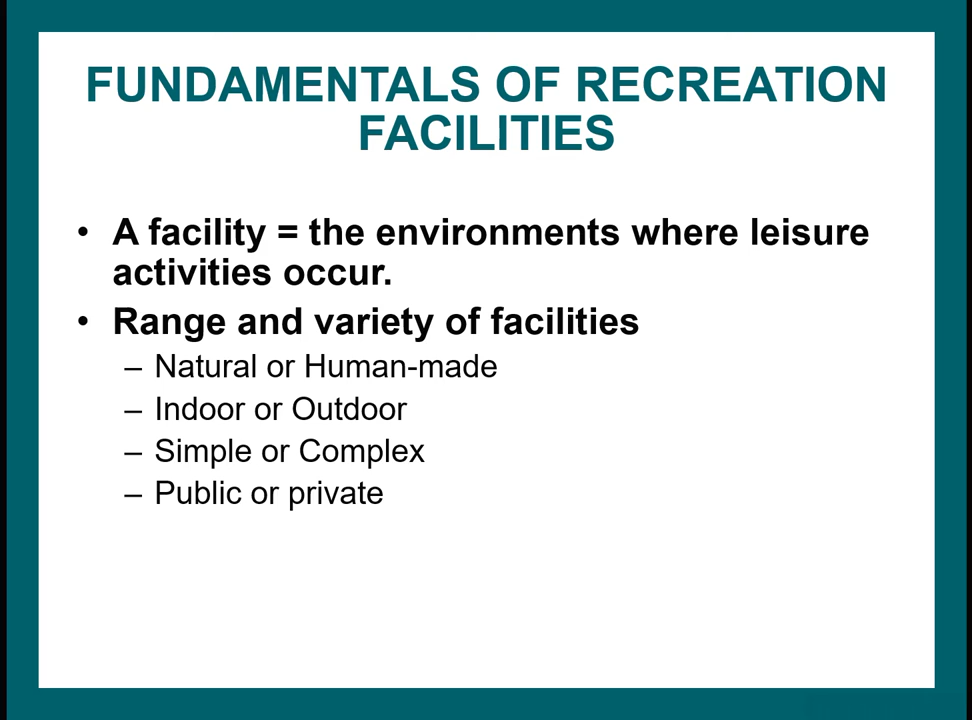 FUNDAMENTALS OF RECREATION
FACILITIES
• A facility = the environments where leisure
activities occur.
• Range and variety of facilities
– Natural or Human-made
– Indoor or Outdoor
– Simple or Complex
– Public or private